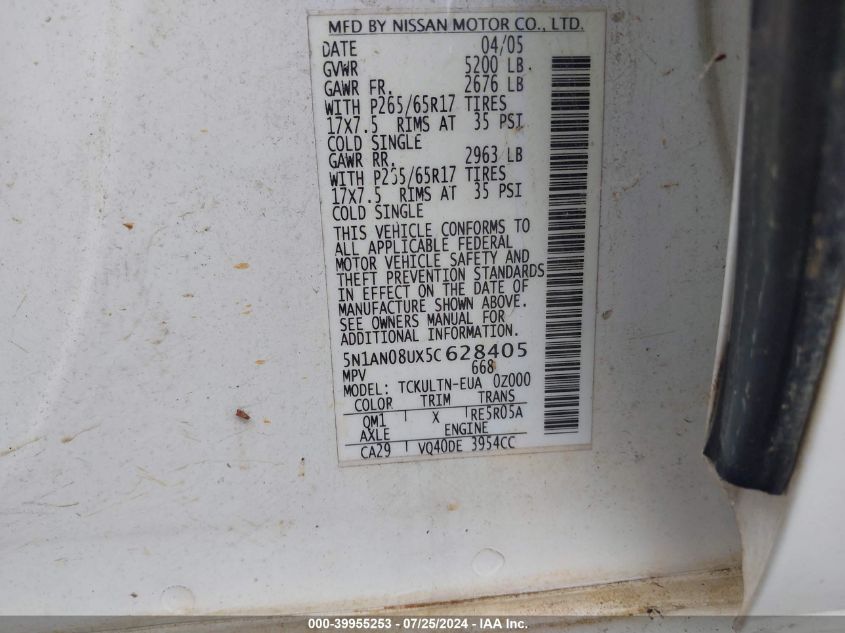 MFD BY NISSAN MOTOR CO., LTD.
DATE 04/05
GVWR 5200 LB
GAWR FR. 2676 LB
WITH P265/65R17 TIRES
17X7.5 RIMS AT 35 PSI
COLD SINGLE
GAWR RR. 2963 LB
WITH P265/65R17 TIRES
17X7.5 RIMS AT 35 PSI
COLD SINGLE
THIS VEHICLE CONFORMS TO
ALL APPLICABLE FEDERAL
MOTOR VEHICLE SAFETY AND
THEFT PREVENTION STANDARDS
IN EFFECT ON THE DATE OF
MANUFACTURE SHOWN ABOVE.
SEE OWNERS MANUAL FOR
ADDITIONAL INFORMATION.
5N1AN08UX5C628405
MPV 668
MODEL: TCKULTN-EUA 0Z000
COLOR TRIM TRANS
QM1 X RE5R05A
AXLE ENGINE
CA29 VQ40DE 3954CC
000-39955253 - 07/25/2024 - IAAI.com